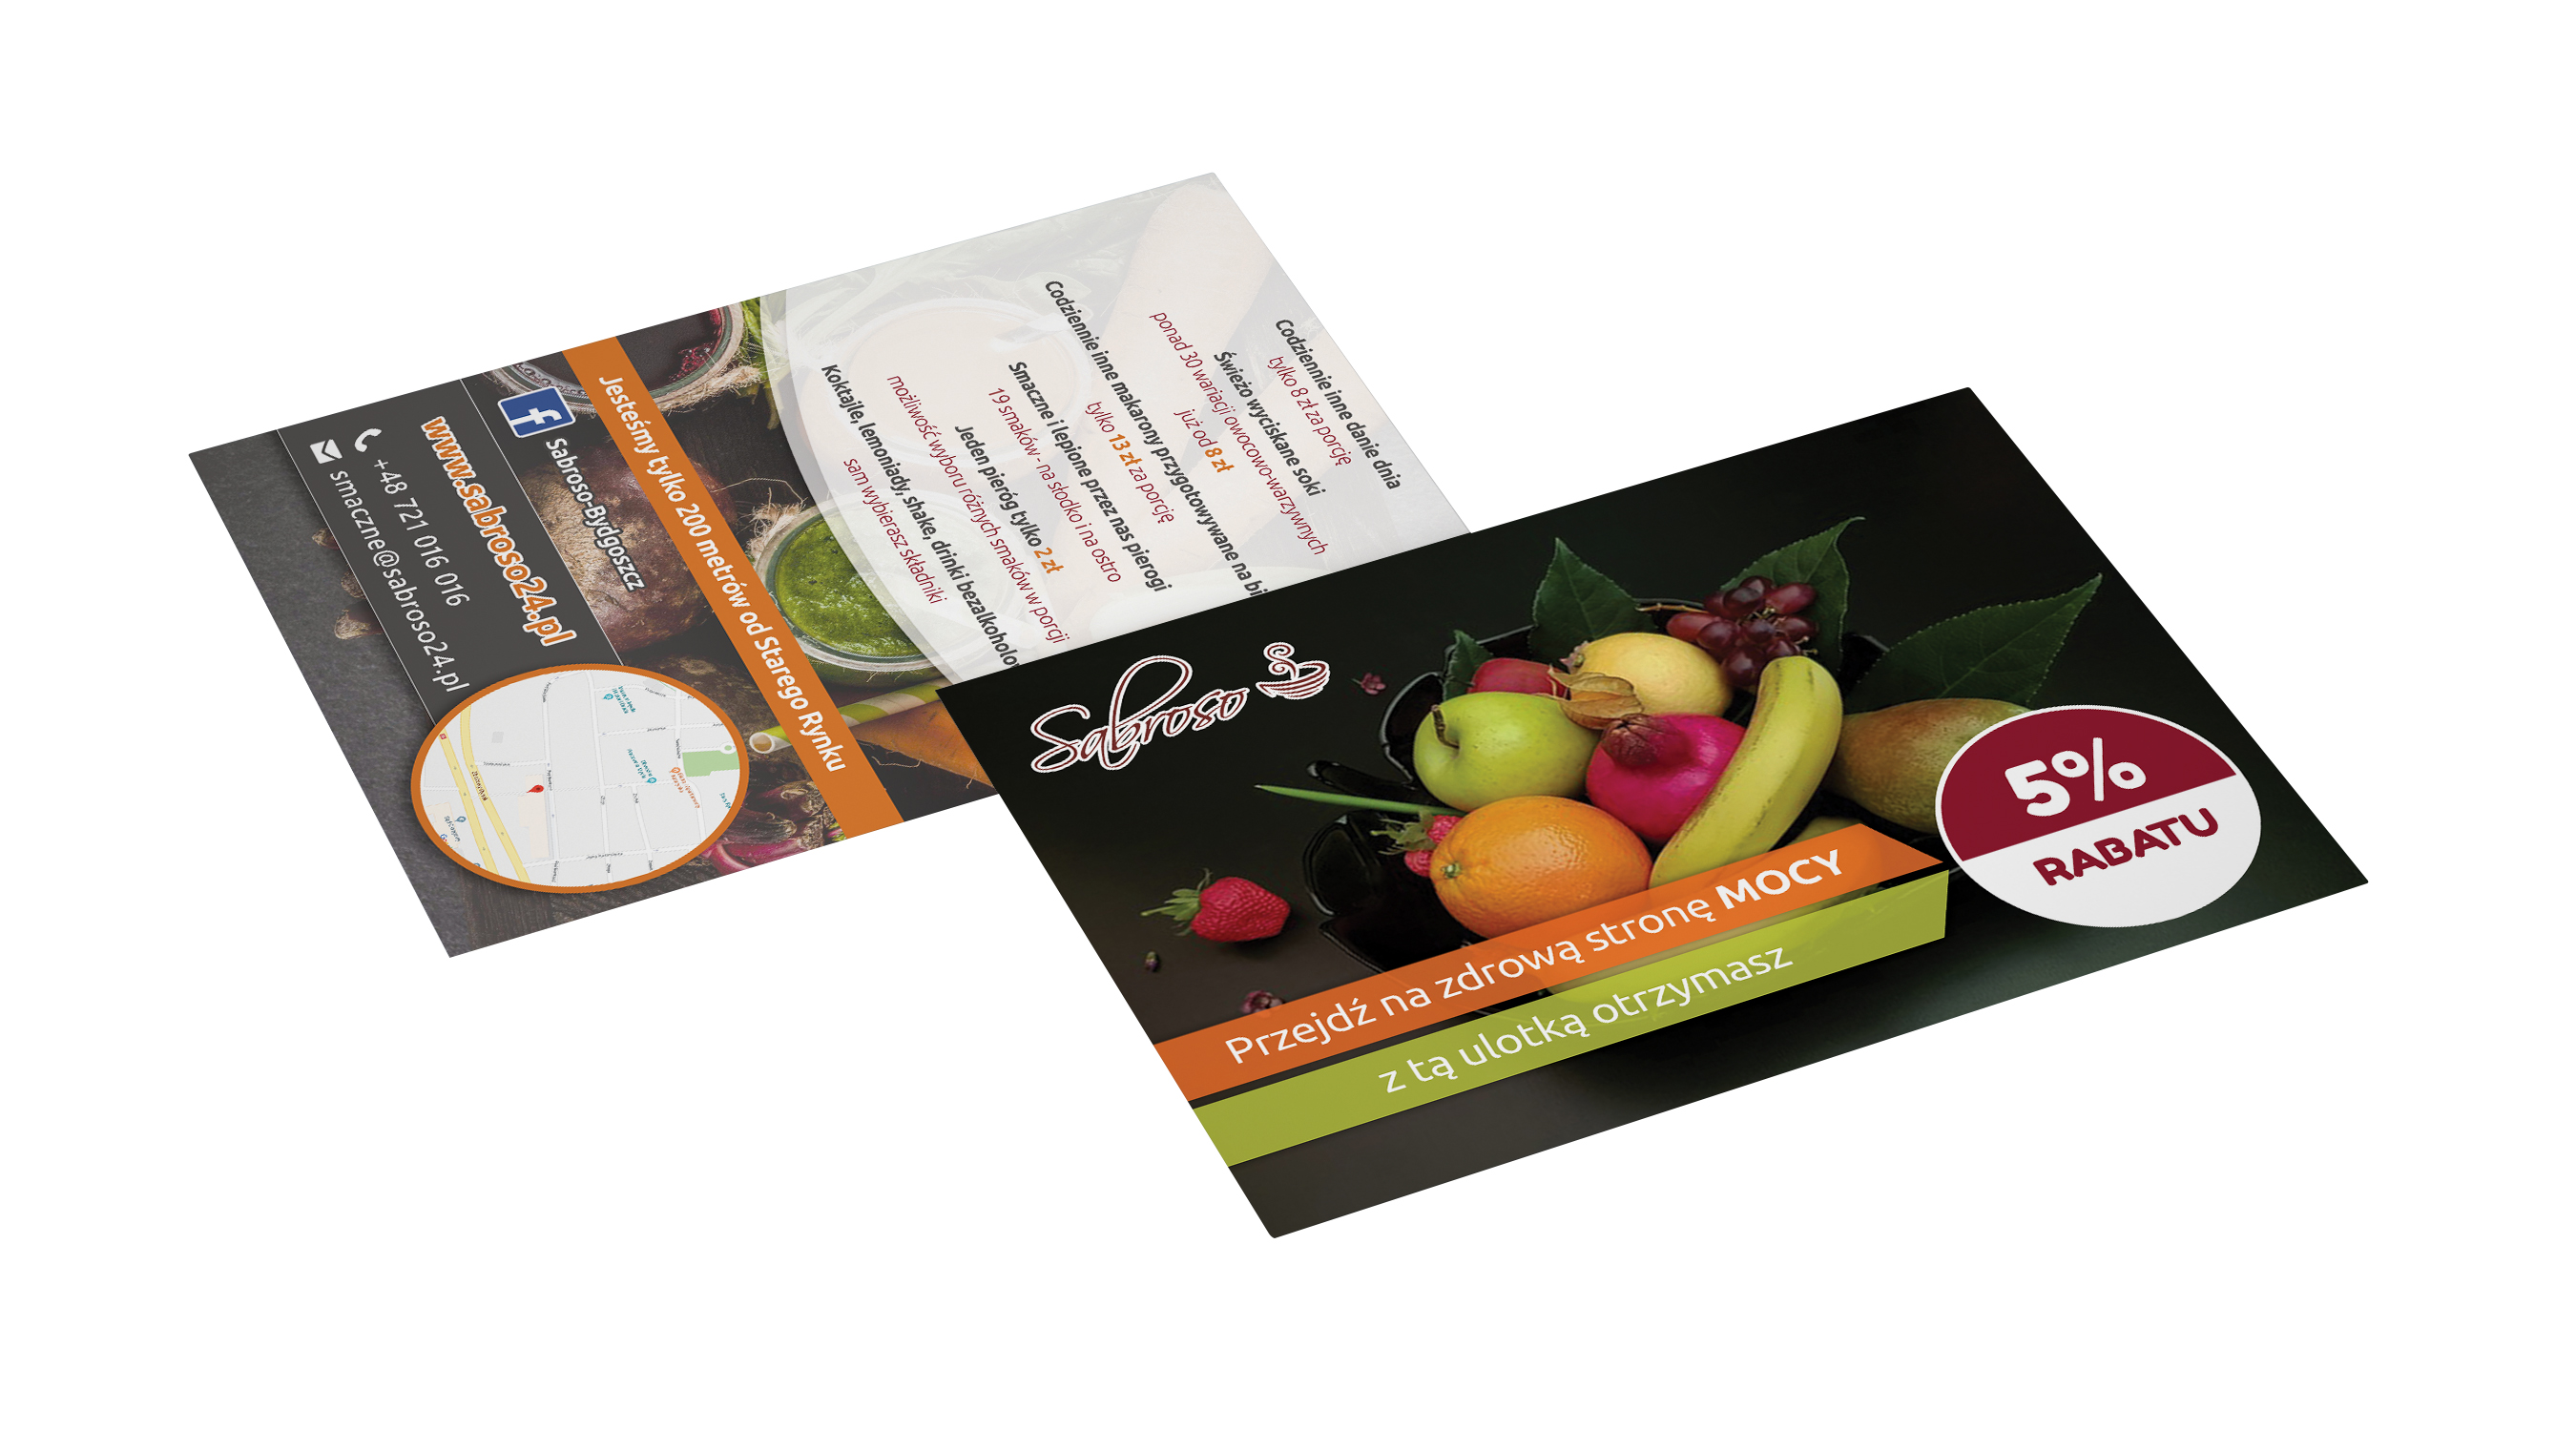 Sabroso
5%
RABATU
Przejdź na zdrową stronę MOCY
z tą ulotką otrzymasz
Codziennie inne danie dnia
tylko 8 zł za porcję
Świeżo wyciskane soki
ponad 30 wariacji owocowo-warzywnych
już od 8 zł
Codziennie inne makarony przygotowywane na
tylko 13 zł za porcję
Smaczne i lepione przez nas pierogi
19 smaków - na słodko i na ostro
Jeden pieróg tylko 2 zł
możliwość wyboru różnych smaków w porcji
Koktajle, lemoniady, shake, drinki
sam wybierasz składniki
Jesteśmy tylko 200 metrów od Starego Rynku
Sabroso-Bydgoszcz
www.sabroso24.pl
+48 721 016 016
smaczne@sabroso24.pl